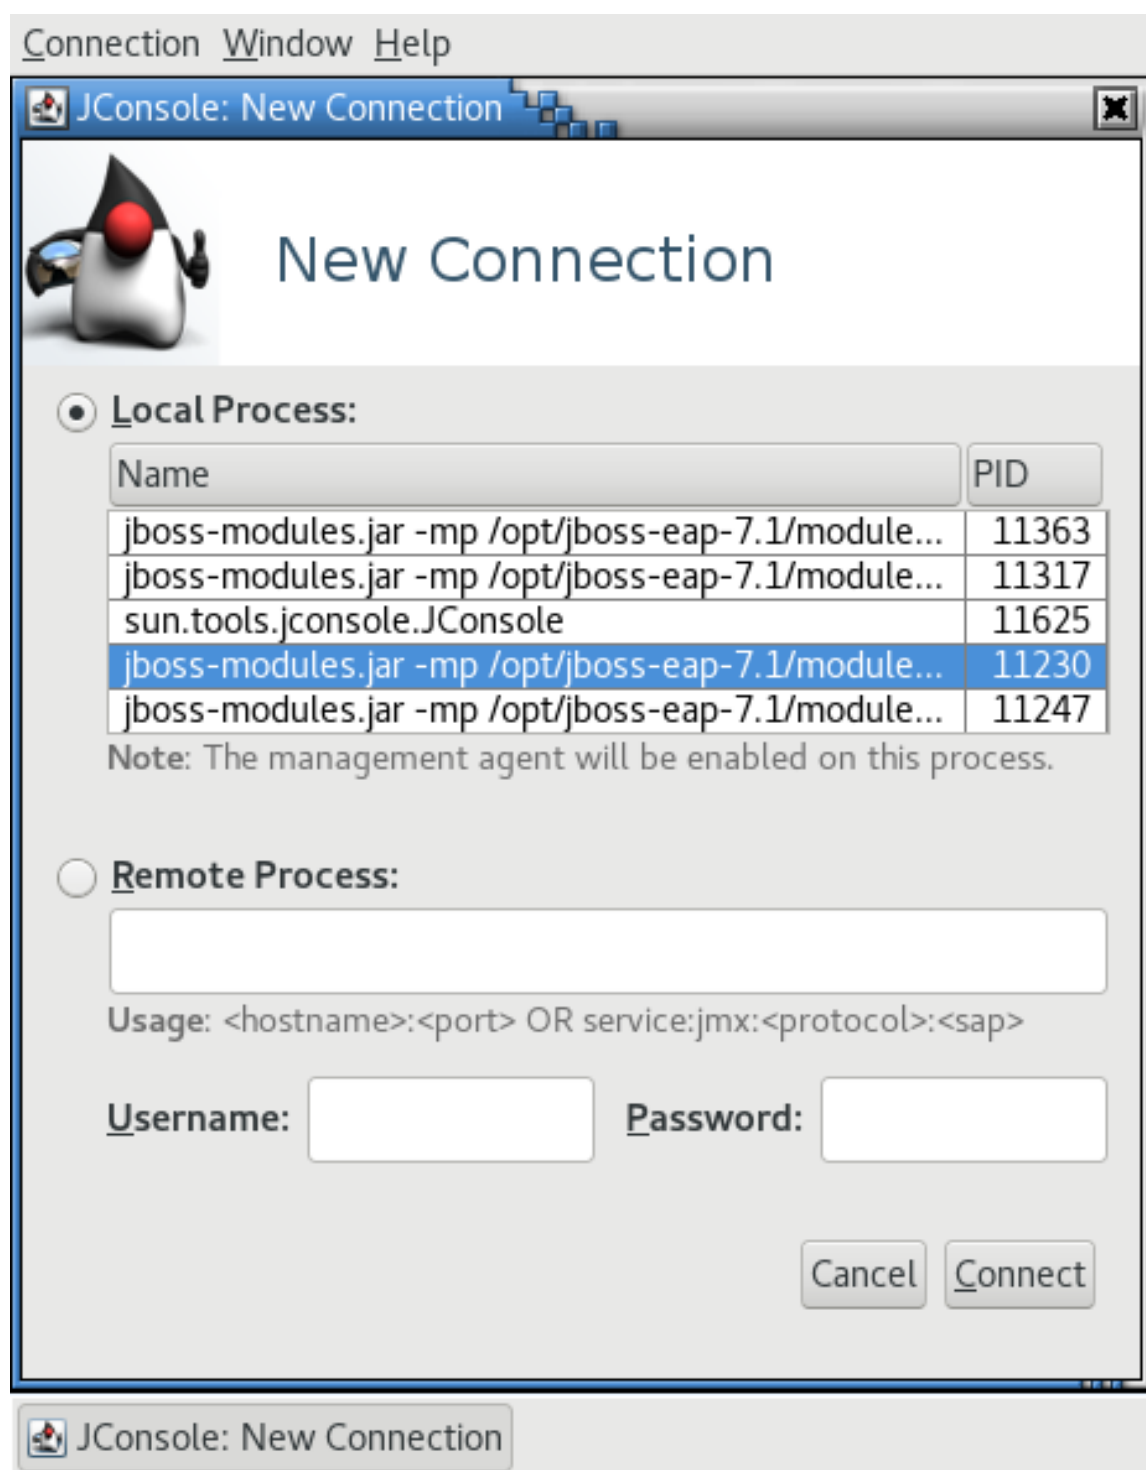 Connection Window Help
JConsole: New Connection
New Connection
Local Process:
Name PID
jboss-modules.jar -mp /opt/jboss-eap-7.1/module... 11363
jboss-modules.jar -mp /opt/jboss-eap-7.1/module... 11317
sun.tools.jconsole.JConsole 11625
jboss-modules.jar -mp /opt/jboss-eap-7.1/module... 11230
jboss-modules.jar -mp /opt/jboss-eap-7.1/module... 11247
Note: The management agent will be enabled on this process.
Remote Process:
Usage: <hostname>:<port> OR service:jmx:<protocol>:<sap>
Username: Password:
Cancel Connect
JConsole: New Connection